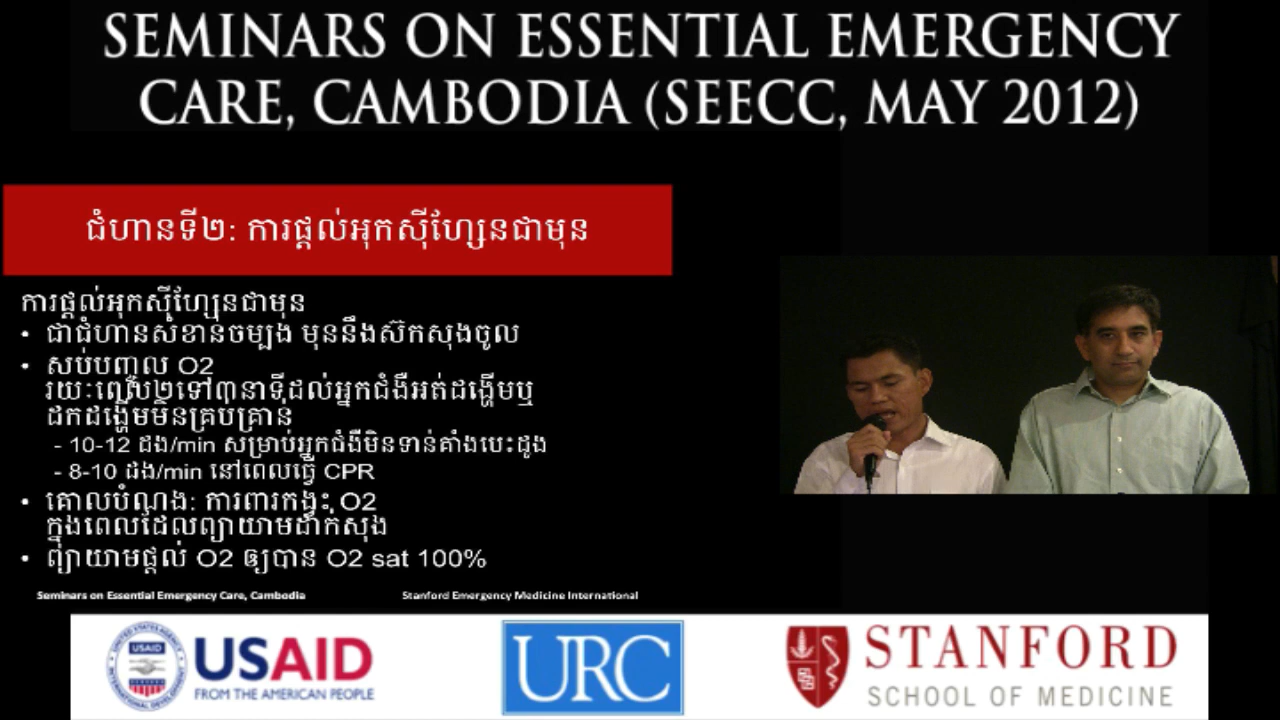 SEMINARS ON ESSENTIAL EMERGENCY
CARE, CAMBODIA (SEECC, MAY 2012)
ជំហានទី២: ការផ្តល់អុកស៊ីហ្សែនជាមុន
ការផ្តល់អុកស៊ីហ្សែនជាមុន
• ជាជំហានសំខាន់ចម្បង មុននឹងស៊កសុងចូល
• សប់បញ្ចូល O2
រយៈពេល២ទៅ៣នាទីដល់អ្នកជំងឺអត់ដង្ហើមឬ
ដកដង្ហើមមិនគ្រប់គ្រាន់
- 10-12 ដង/min សម្រាប់អ្នកជំងឺមិនទាន់គាំងបេះដូង
- 8-10 ដង/min នៅពេលធ្វើ CPR
• គោលបំណង: ការពារកង្វះ O2
ក្នុងពេលដែលព្យាយាមដាក់សុង
• ព្យាយាមផ្តល់ O2 ឲ្យបាន O2 sat 100%
Seminars on Essential Emergency Care, Cambodia
Stanford Emergency Medicine International
USAID
USAID
FROM THE AMERICAN PEOPLE
URC
STANFORD
SCHOOL OF MEDICINE